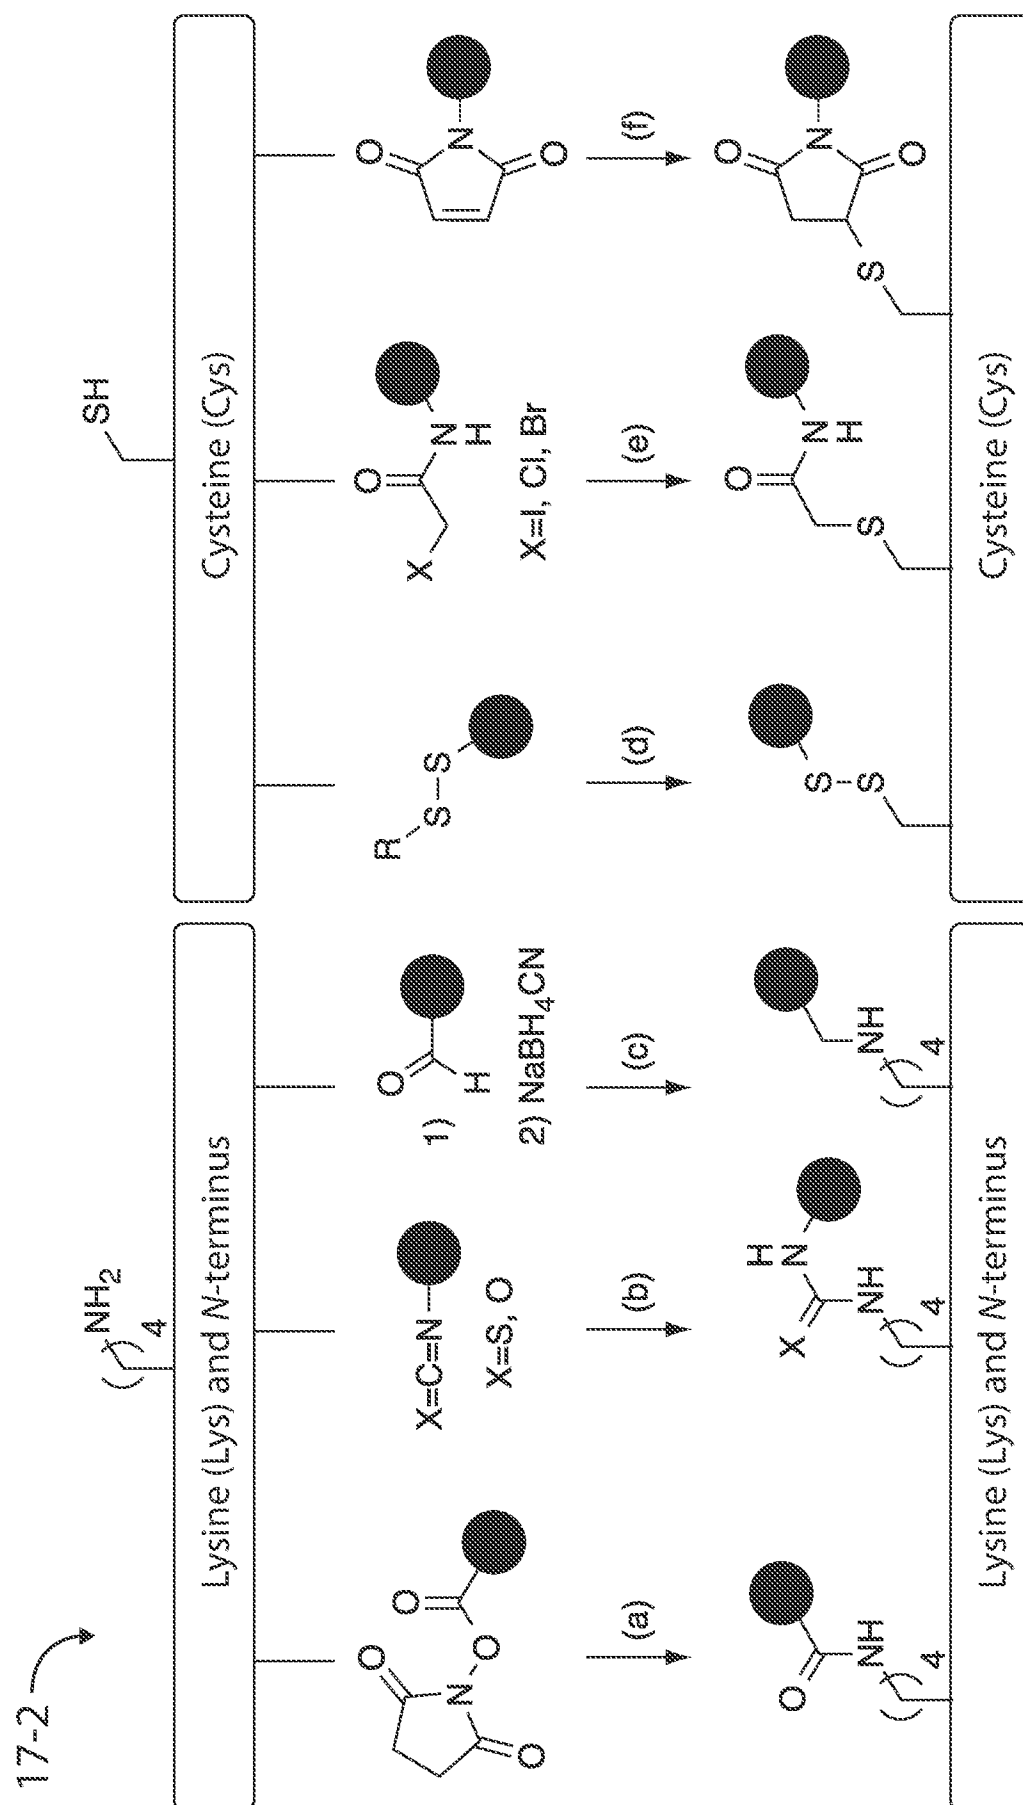 17-2
NH2
4
SH
Lysine (Lys) and N-terminus
Cysteine (Cys)
O
N
O
O
O
X=C=N
X=S, O
1)
O
H
2) NaBH4CN
R
S-S
X
O
N
H
X=I, Cl, Br
O
N
O
(a)
(b)
(c)
(d)
(e)
(f)
O
NH
4
X
H
N
NH
4
NH
4
S-S
O
N
H
S
O
N
O
S
Lysine (Lys) and N-terminus
Cysteine (Cys)